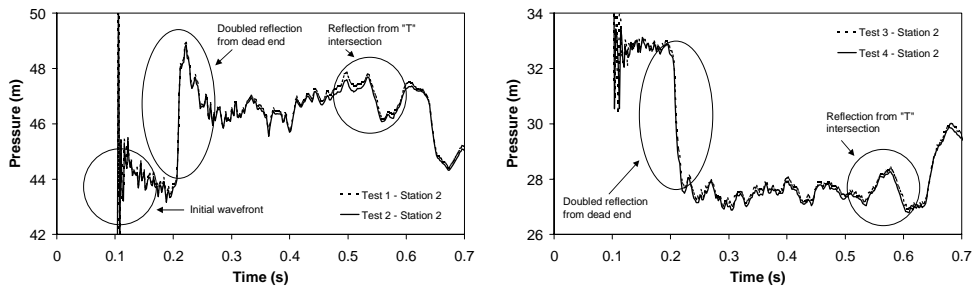 50
48
46
44
42
Pressure (m)
0
0.1
0.2
0.3
0.4
0.5
0.6
0.7
Time (s)
Doubled reflection
from dead end
Reflection from "T"
intersection
Initial wavefront
Test 1 - Station 2
Test 2 - Station 2
34
32
30
28
26
Pressure (m)
0
0.1
0.2
0.3
0.4
0.5
0.6
0.7
Time (s)
Test 3 - Station 2
Test 4 - Station 2
Reflection from "T"
intersection
Doubled reflection
from dead end